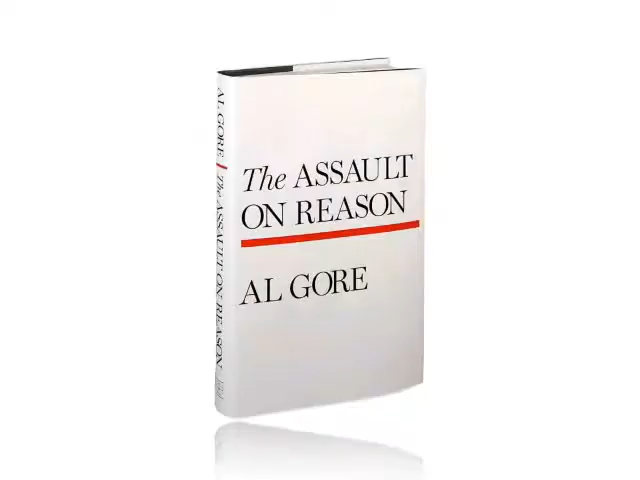 The ASSAULT
ON REASON
AL GORE
AL GORE The ASSAULT ON REASON